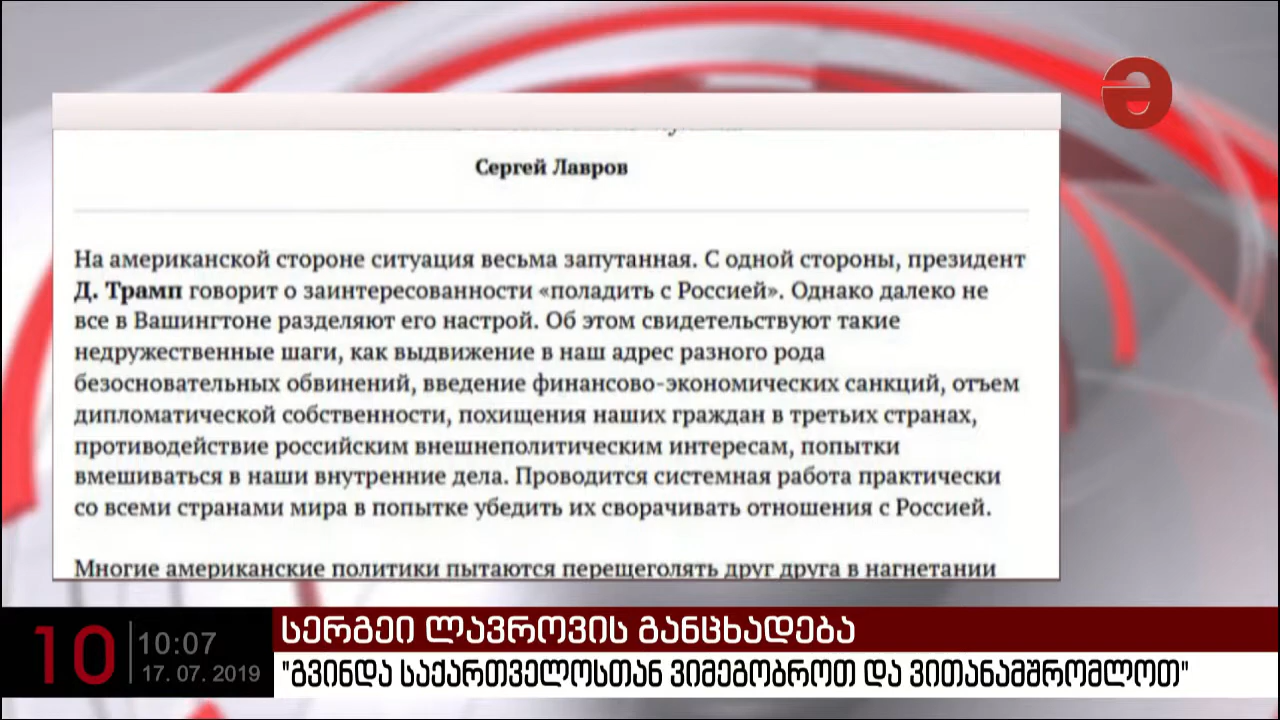 Сергей Лавров
На американской стороне ситуация весьма запутанная. С одной стороны, президент
Д. Трамп говорит о заинтересованности «поладить с Россией». Однако далеко не
все в Вашингтоне разделяют его настрой. Об этом свидетельствуют такие
недружественные шаги, как выдвижение в наш адрес разного рода
безосновательных обвинений, введение финансово-экономических санкций, отъем
дипломатической собственности, похищения наших граждан в третьих странах,
противодействие российским внешнеполитическим интересам, попытки
вмешиваться в наши внутренние дела. Проводится системная работа практически
со всеми странами мира в попытке убедить их сворачивать отношения с Россией.
Многие американские политики пытаются перещеголять друг друга в нагнетании
10
10:07
17. 07. 2019
სერგეი ლავროვის განცხადება
"გვინდა საქართველოსთან ვიმეგობროთ და ვითანამშრომლოთ"